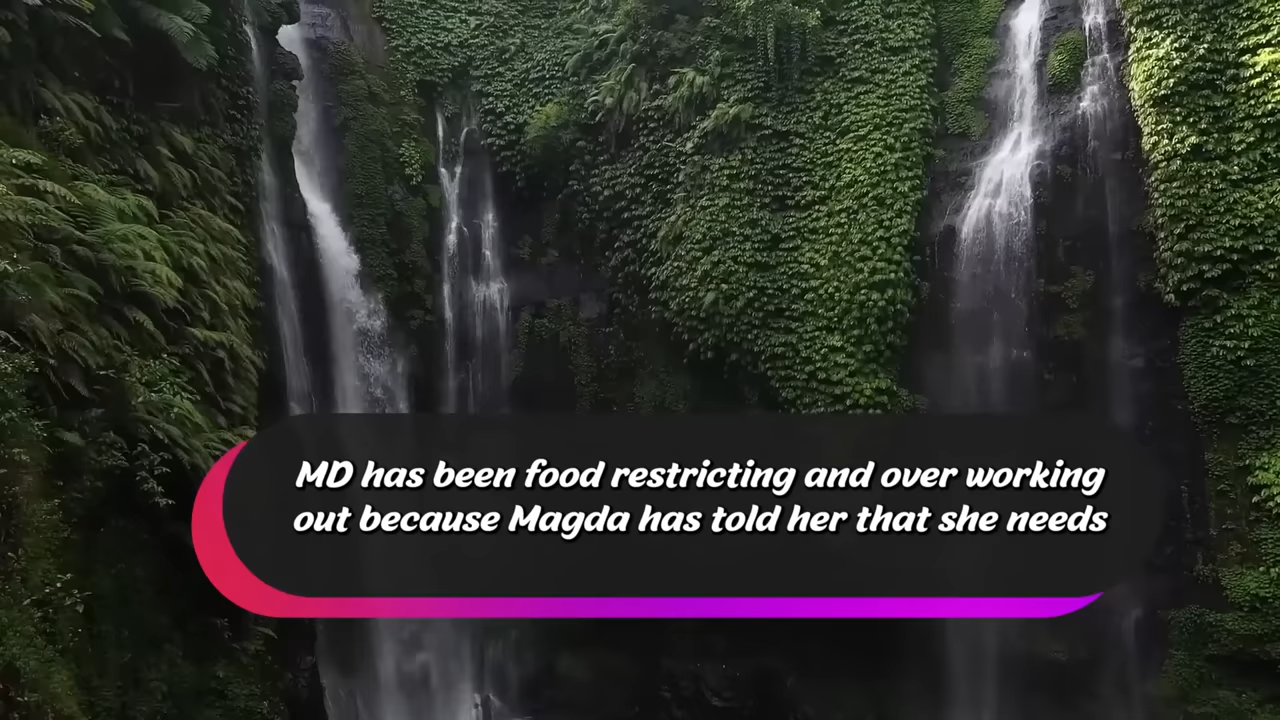 MD has been food restricting and over working
out because Magda has told her that she needs